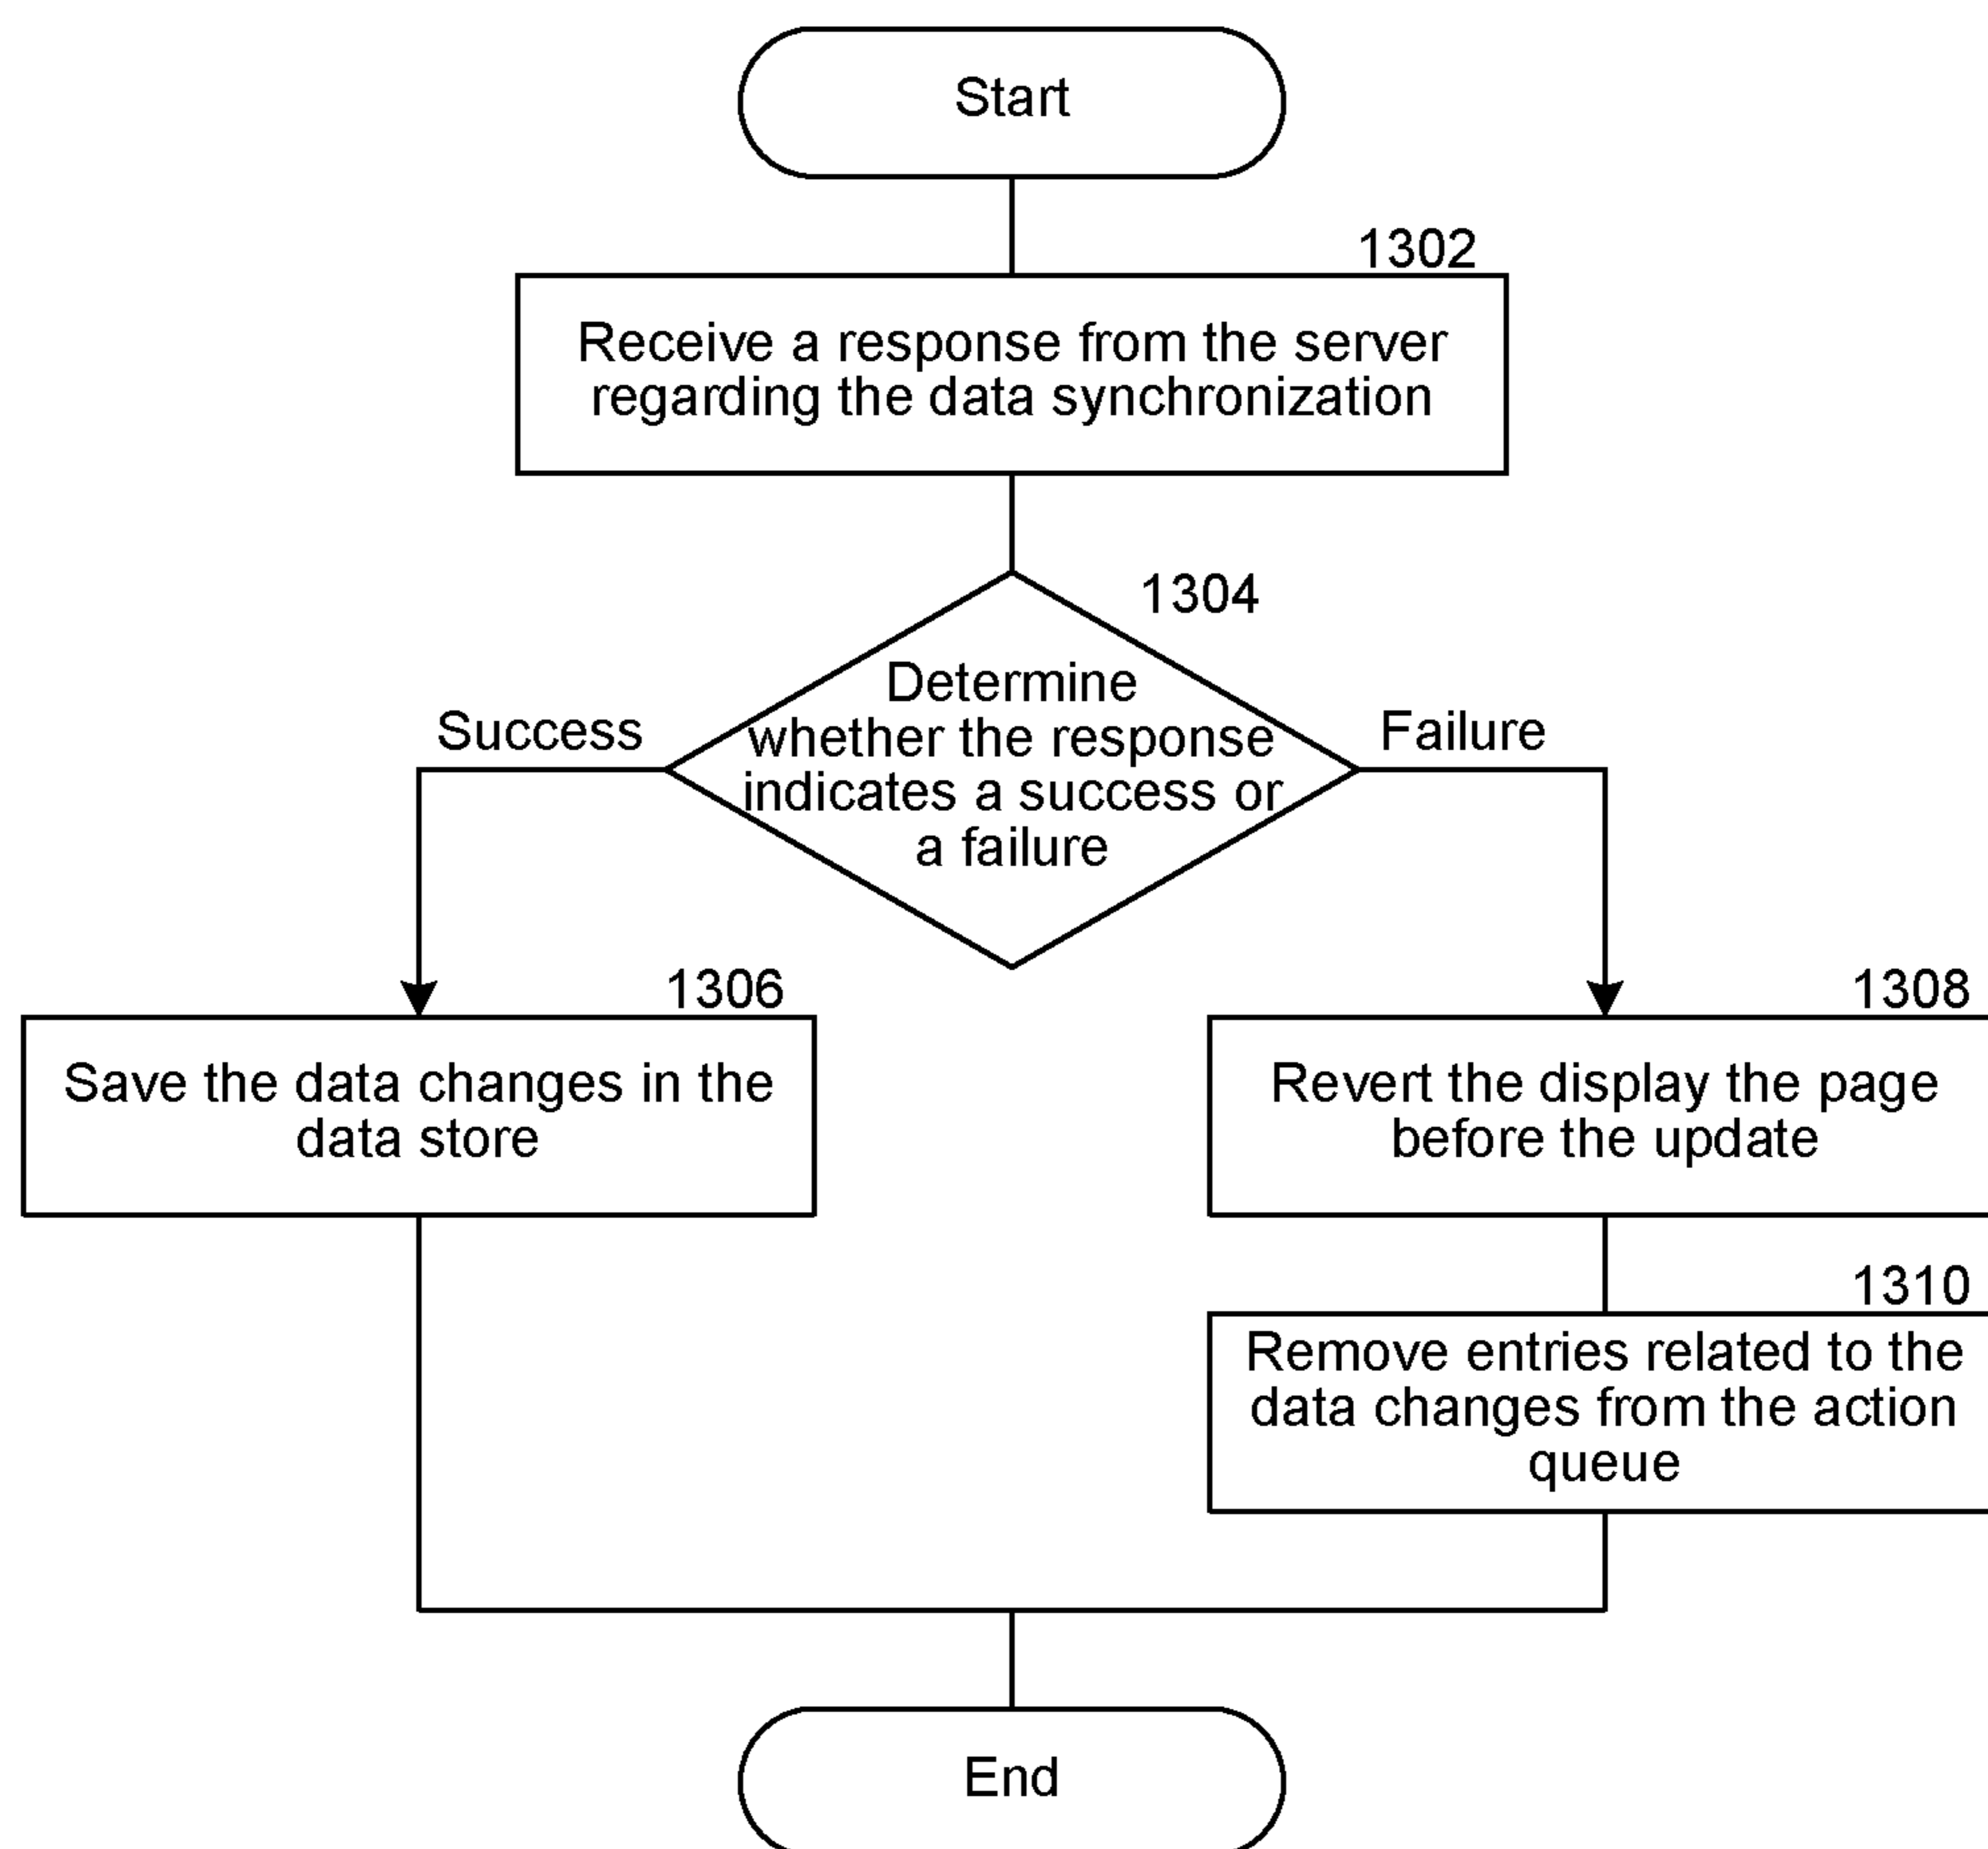 Start
1302
Receive a response from the server
regarding the data synchronization
1304
Determine
whether the response
indicates a success or
a failure
Success
Failure
1306
Save the data changes in the
data store
1308
Revert the display the page
before the update
1310
Remove entries related to the
data changes from the action
queue
End